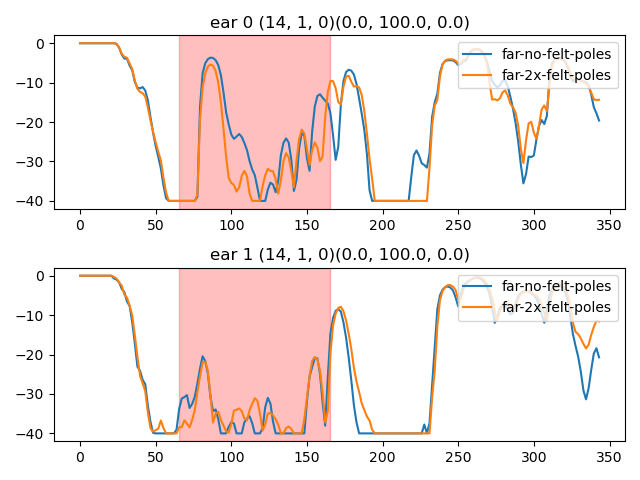 ear 0 (14, 1, 0)(0.0, 100.0, 0.0)
0
−10
−20
−30
−40
far-no-felt-poles
far-2x-felt-poles
0 50 100 150 200 250 300 350
ear 1 (14, 1, 0)(0.0, 100.0, 0.0)
0
−10
−20
−30
−40
far-no-felt-poles
far-2x-felt-poles
0 50 100 150 200 250 300 350